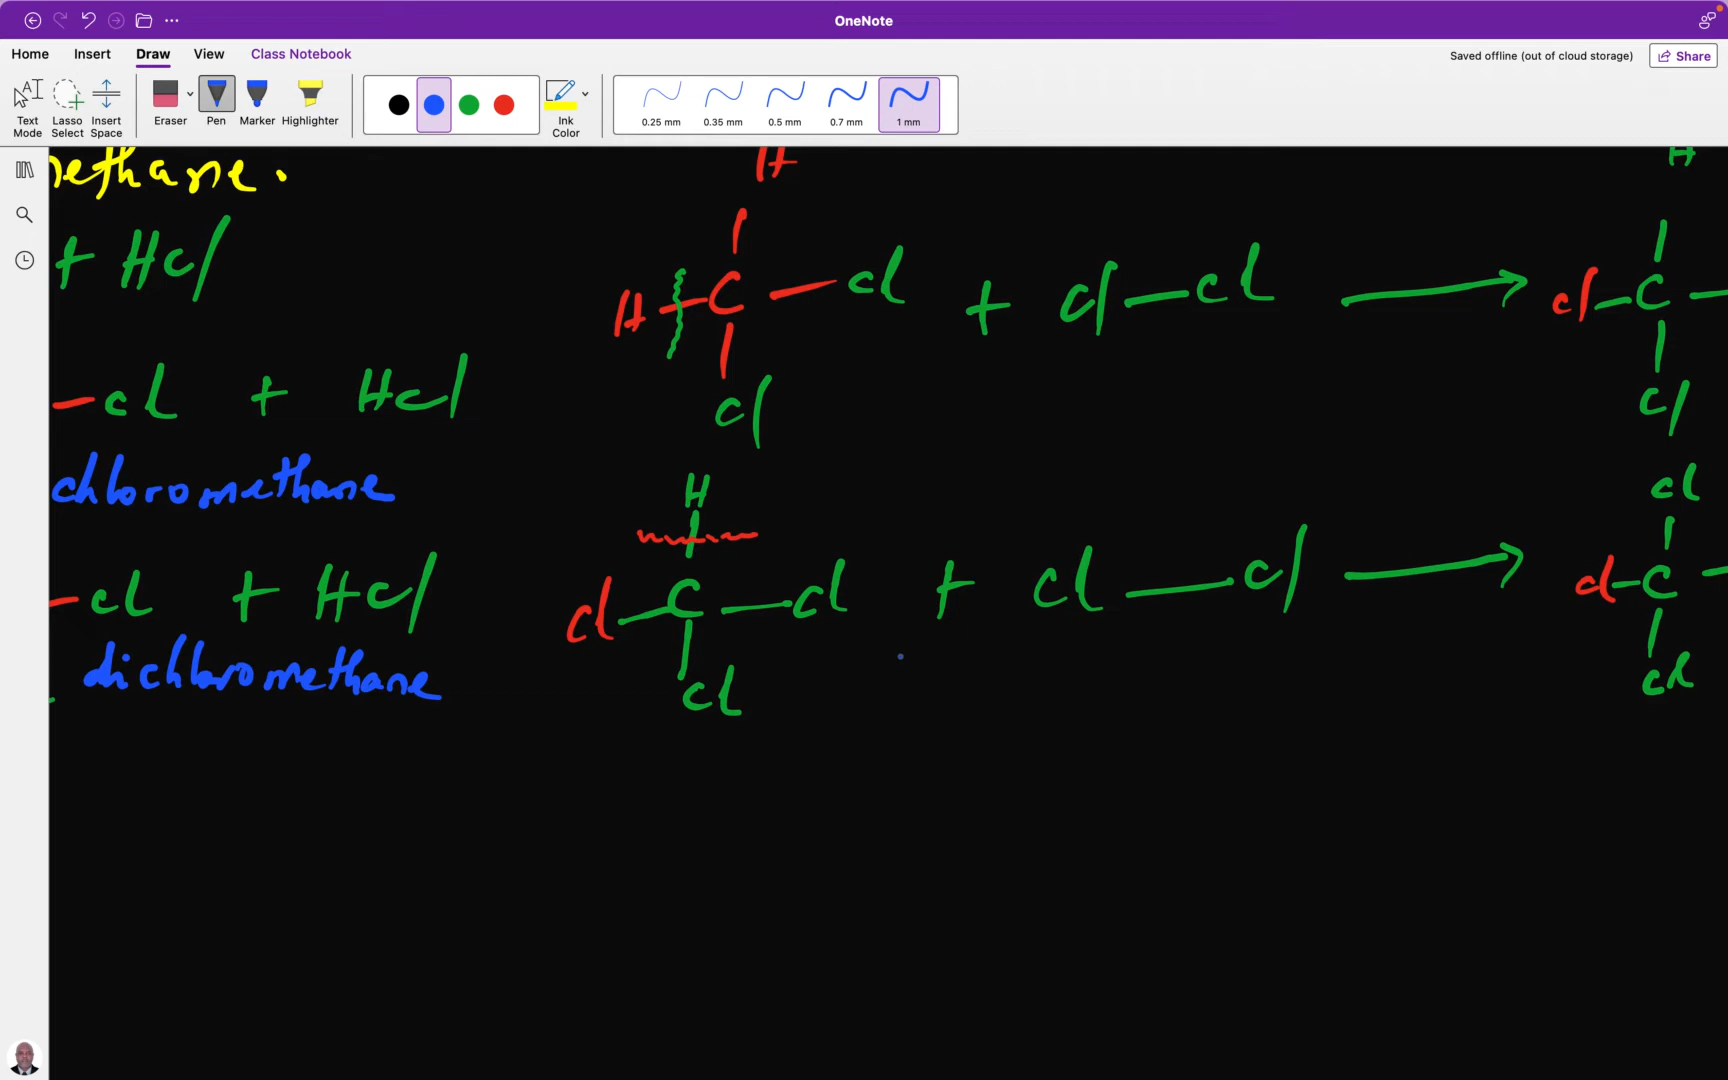 OneNote
Home Insert Draw View Class Notebook
Saved offline (out of cloud storage) Share
Text Mode
Lasso Select
Insert Space
Eraser
Pen
Marker
Highlighter
Ink Color
0.25 mm
0.35 mm
0.5 mm
0.7 mm
1 mm
ethane.
+ HCl
-cl + HCl
chloromethane
-cl + HCl
dichloromethane
H
H - C - cl + cl - cl → cl - C -
cl
H
cl - C - cl + cl - cl → cl - C -
cl
H
cl
cl
cl